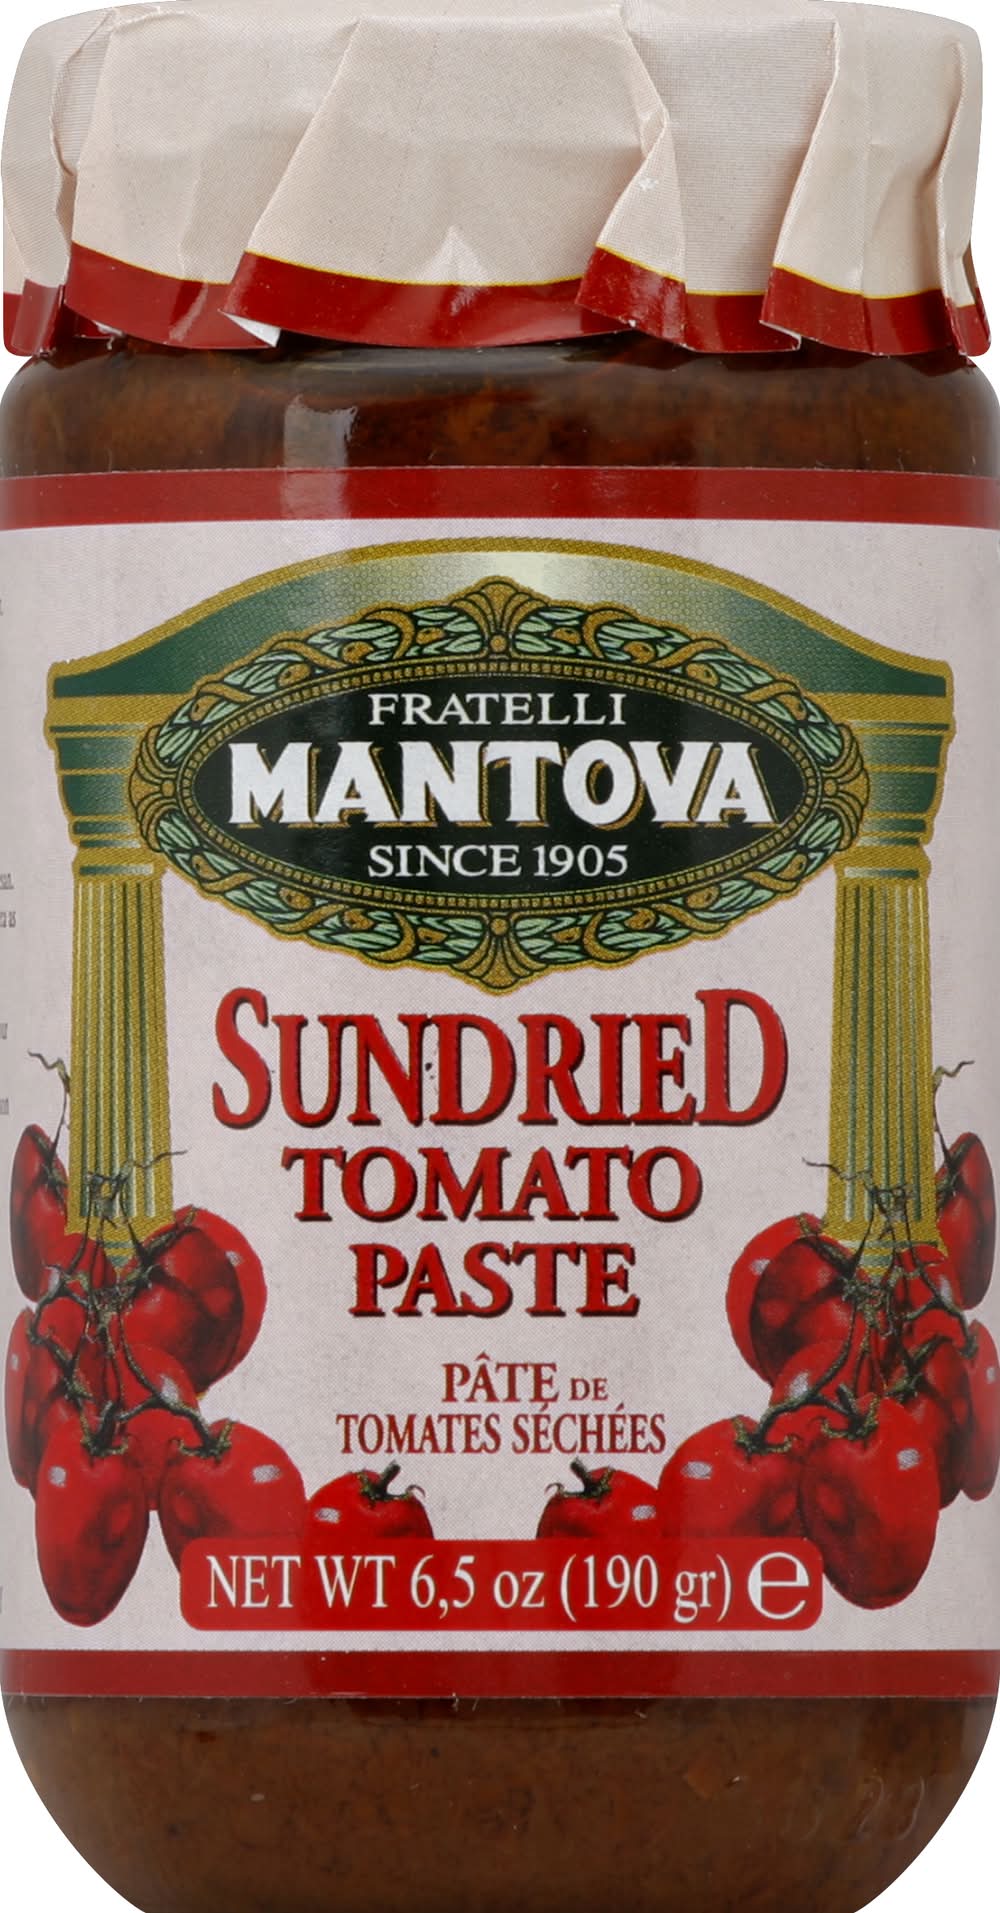 FRATELLI
MANTOVA
SINCE 1905
SUNDRIED
TOMATO
PASTE
PÂTE DE
TOMATES SÉCHÉES
NET WT 6,5 oz (190 gr) ℮